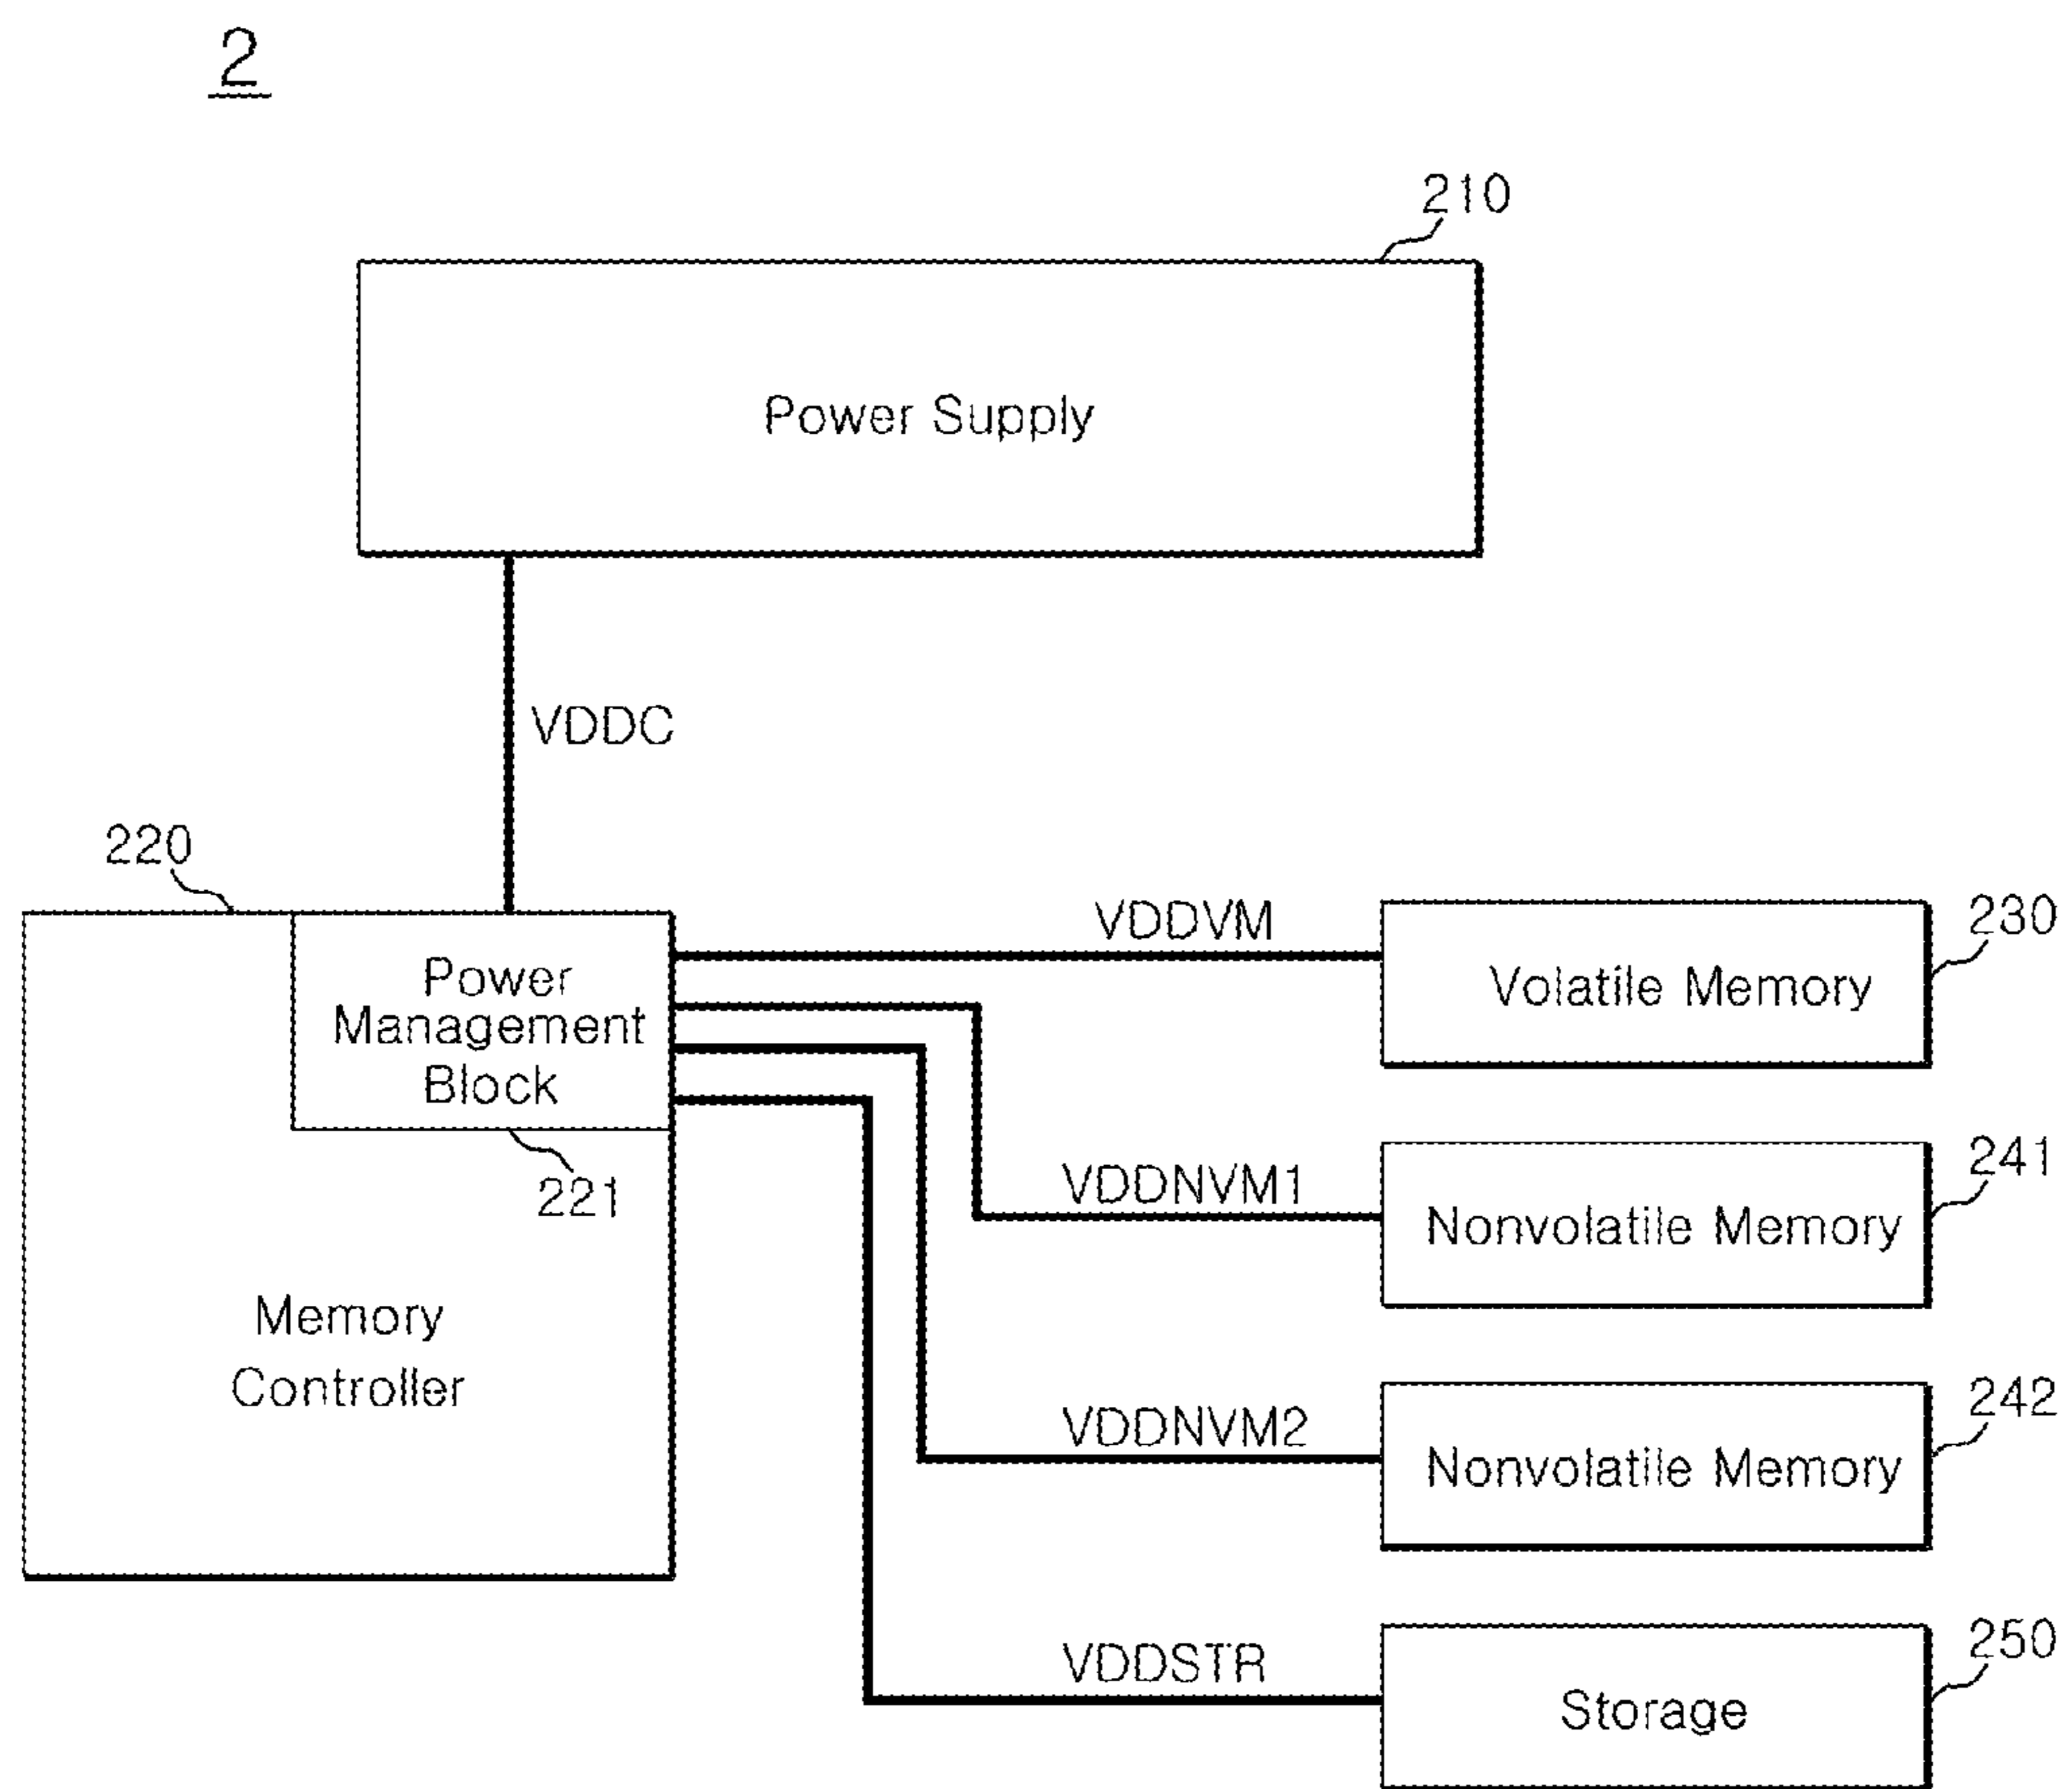 2
210
Power Supply
VDDC
220
Power
Management
Block
221
Memory
Controller
VDDVM
Volatile Memory
230
VDDNVM1
Nonvolatile Memory
241
VDDNVM2
Nonvolatile Memory
242
VDDSTR
Storage
250